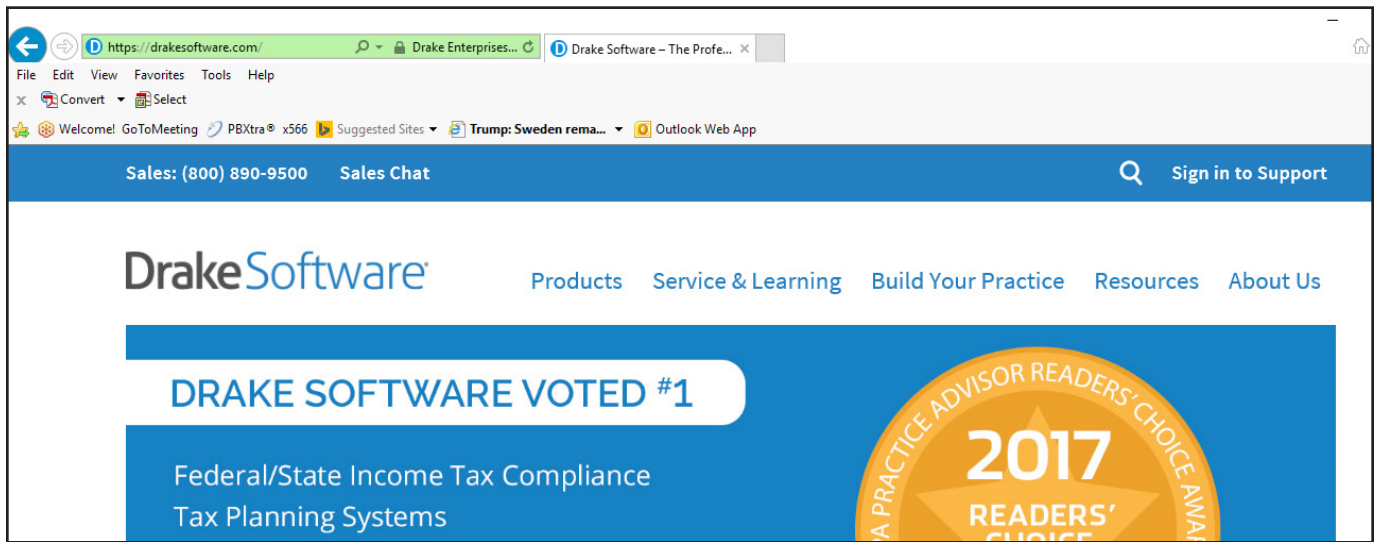 https://drakesoftware.com/ Drake Enterprises... Drake Software – The Profe...
File Edit View Favorites Tools Help
x Convert Select
Welcome! GoToMeeting PBXtra® x566 Suggested Sites Trump: Sweden rema... Outlook Web App
Sales: (800) 890-9500 Sales Chat Sign in to Support
DrakeSoftware
Products Service & Learning Build Your Practice Resources About Us
DRAKE SOFTWARE VOTED #1
Federal/State Income Tax Compliance
Tax Planning Systems
PA PRACTICE ADVISOR READERS' CHOICE AWA
2017
READERS'
CHOICE